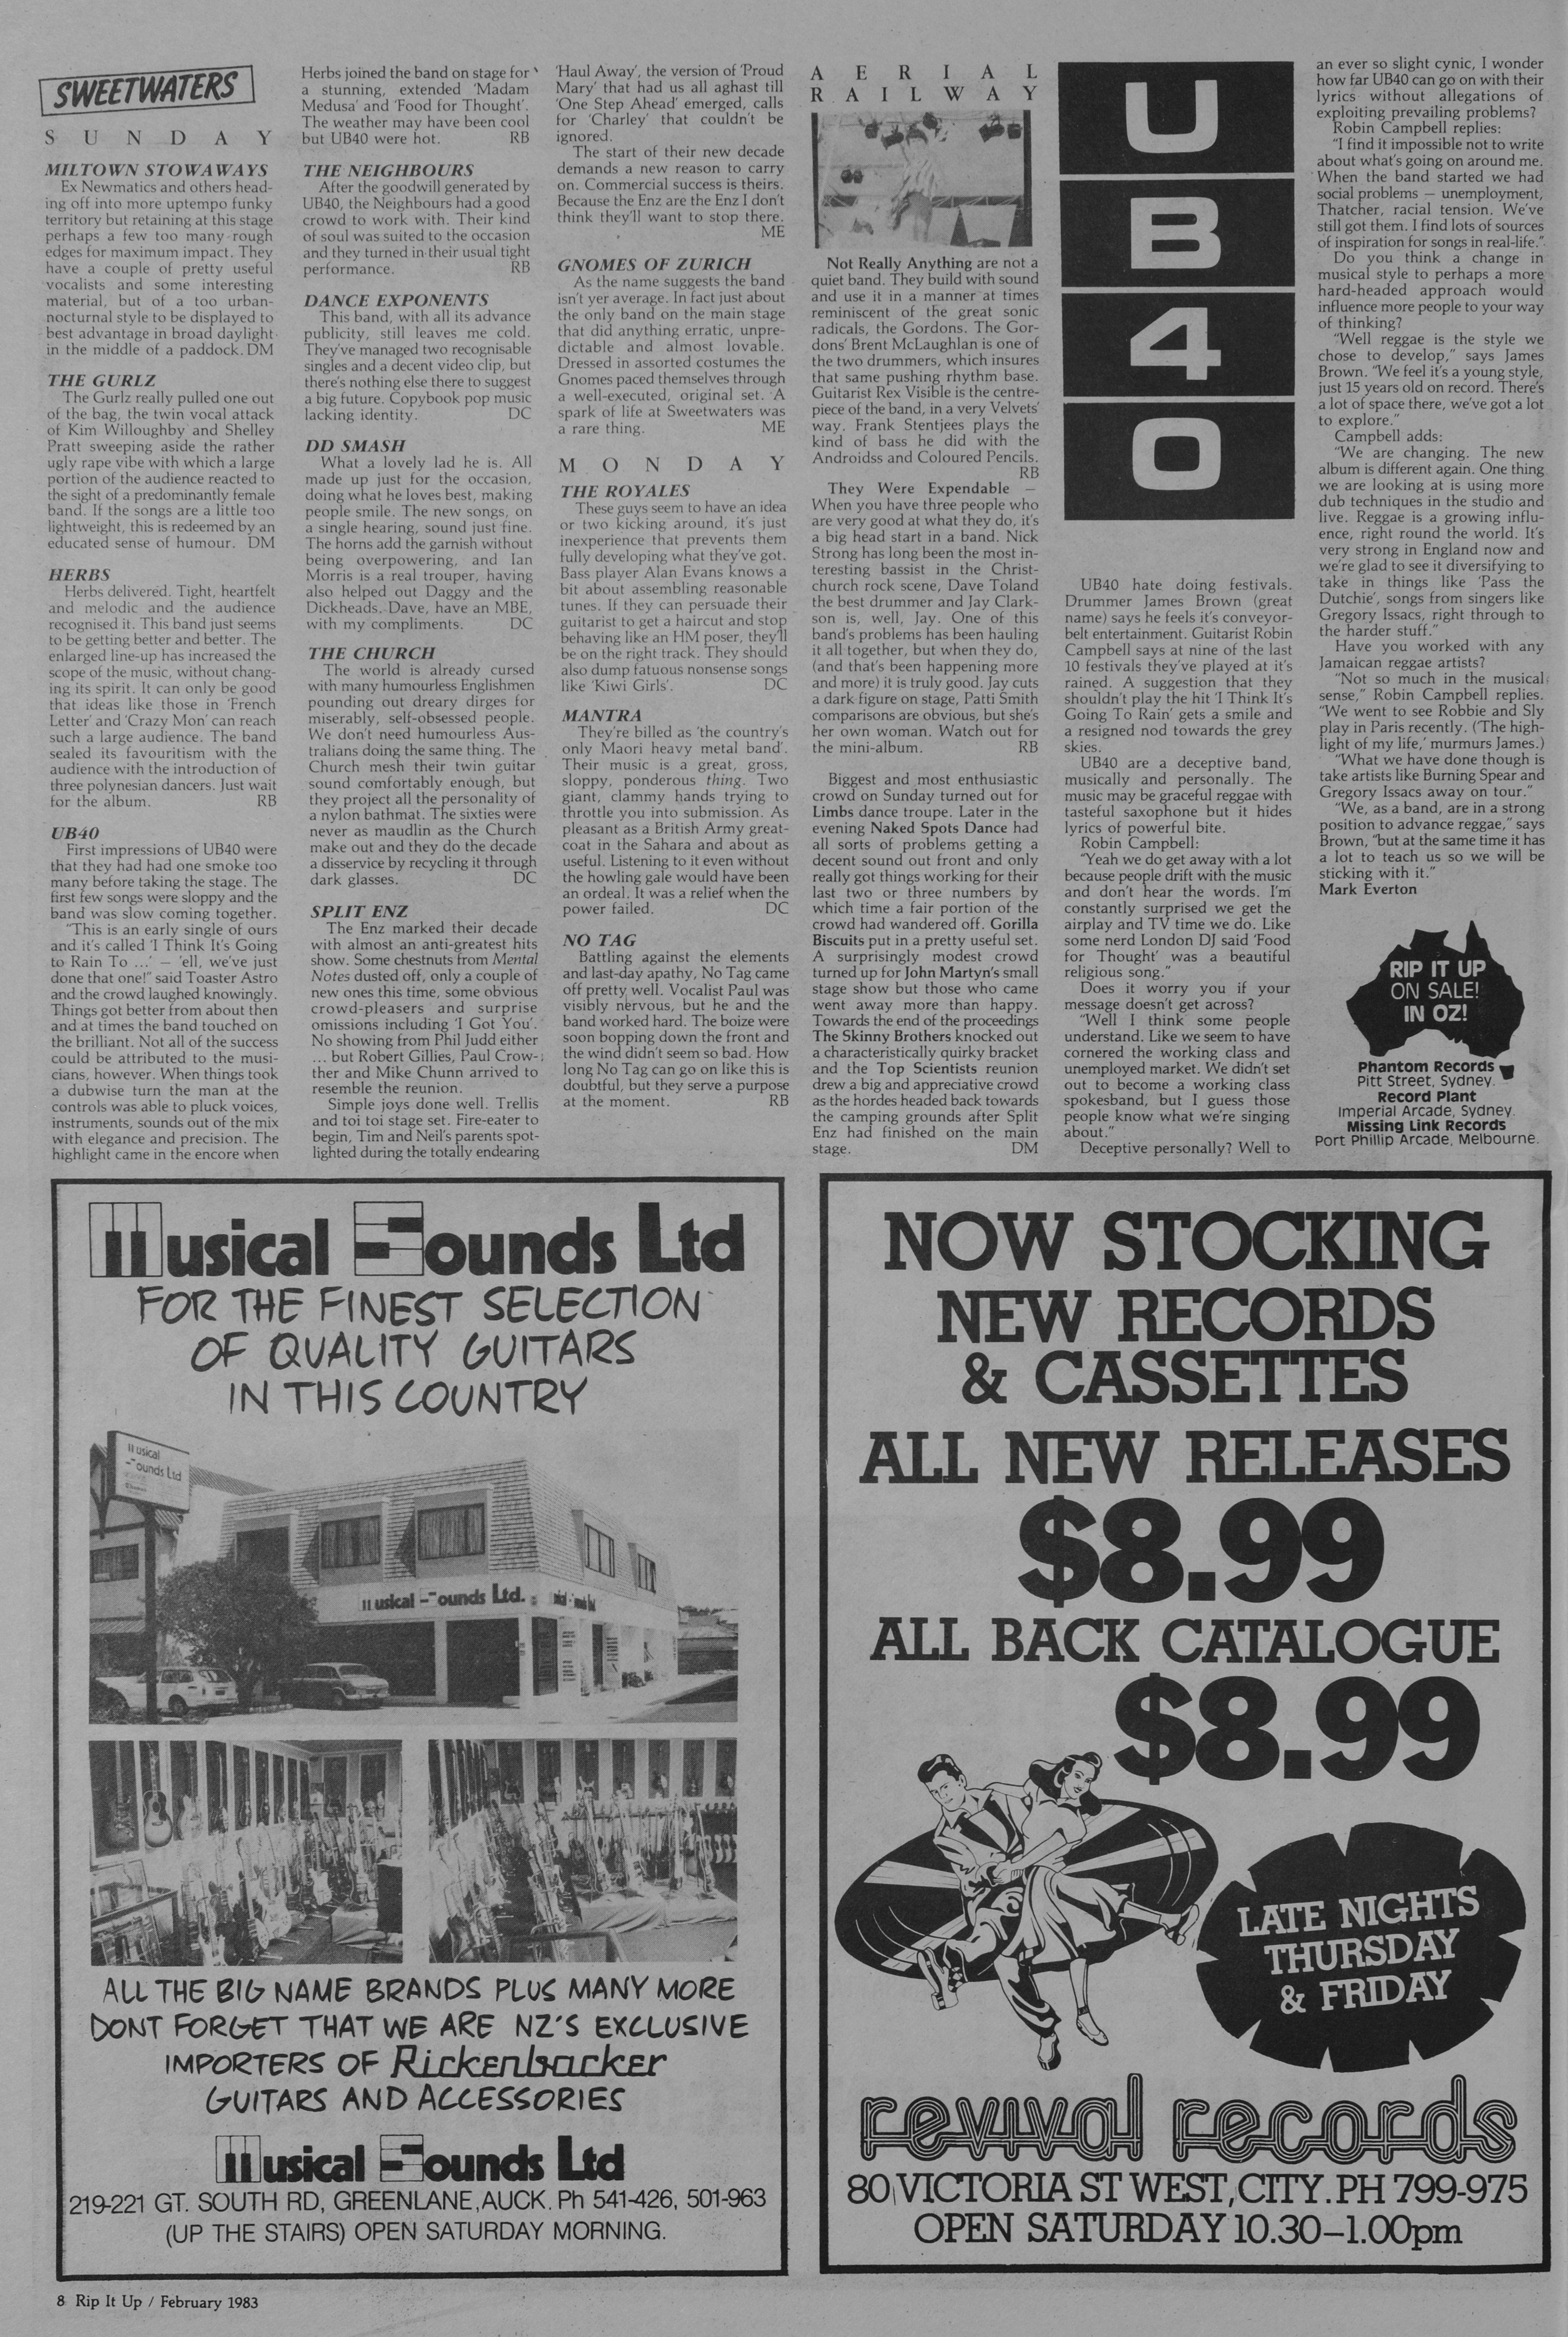 SWEETWATERS
SUNDAY
MILTOWN STOWAWAYS
Ex Newmatics and others head-
ing off into more uptempo funky
territory but retaining at this stage
perhaps a few too many rough
edges for maximum impact. They
have a couple of pretty useful
vocalists and some interesting
material, but of a too urban-
nocturnal style to be displayed to
best advantage in broad daylight
in the middle of a paddock. DM
THE GURLZ
The Gurlz really pulled one out
of the bag, the twin vocal attack
of Kim Willoughby and Shelley
Pratt sweeping aside the rather
ugly rape vibe with which a large
portion of the audience reacted to
the sight of a predominantly female
band. If the songs are a little too
lightweight, this is redeemed by an
educated sense of humour. DM
HERBS
Herbs delivered. Tight, heartfelt
and melodic and the audience
recognised it. This band just seems
to be getting better and better. The
enlarged line-up has increased the
scope of the music, without chang-
ing its spirit. It can only be good
that ideas like those in 'French
Letter' and 'Crazy Mon' can reach
such a large audience. The band
sealed its favouritism with the
audience with the introduction of
three polynesian dancers. Just wait
for the album. RB
UB40
First impressions of UB40 were
that they had had one smoke too
many before taking the stage. The
first few songs were sloppy and the
band was slow coming together.
"This is an early single of ours
and it's called 'I Think It's Going
to Rain To ...' — 'ell, we've just
done that one!" said Toaster Astro
and the crowd laughed knowingly.
Things got better from about then
and at times the band touched on
the brilliant. Not all of the success
could be attributed to the musi-
cians, however. When things took
a dubwise turn the man at the
controls was able to pluck voices,
instruments, sounds out of the mix
with elegance and precision. The
highlight came in the encore when
Herbs joined the band on stage for
a stunning, extended 'Madam
Medusa' and 'Food for Thought'.
The weather may have been cool
but UB40 were hot. RB
THE NEIGHBOURS
After the goodwill generated by
UB40, the Neighbours had a good
crowd to work with. Their kind
of soul was suited to the occasion
and they turned in their usual tight
performance. RB
DANCE EXPONENTS
This band, with all its advance
publicity, still leaves me cold.
They've managed two recognisable
singles and a decent video clip, but
there's nothing else there to suggest
a big future. Copybook pop music
lacking identity. DC
DD SMASH
What a lovely lad he is. All
made up just for the occasion,
doing what he loves best, making
people smile. The new songs, on
a single hearing, sound just fine.
The horns add the garnish without
being overpowering, and Ian
Morris is a real trouper, having
also helped out Daggy and the
Dickheads. Dave, have an MBE,
with my compliments. DC
THE CHURCH
The world is already cursed
with many humourless Englishmen
pounding out dreary dirges for
miserably, self-obsessed people.
We don't need humourless Aus-
tralians doing the same thing. The
Church mesh their twin guitar
sound comfortably enough, but
they project all the personality of
a nylon bathmat. The sixties were
never as maudlin as the Church
make out and they do the decade
a disservice by recycling it through
dark glasses. DC
SPLIT ENZ
The Enz marked their decade
with almost an anti-greatest hits
show. Some chestnuts from Mental
Notes dusted off, only a couple of
new ones this time, some obvious
crowd-pleasers and surprise
omissions including 'I Got You'.
No showing from Phil Judd either
... but Robert Gillies, Paul Crow-
ther and Mike Chunn arrived to
resemble the reunion.
Simple joys done well. Trellis
and toi toi stage set. Fire-eater to
begin, Tim and Neil's parents spot-
lighted during the totally endearing
'Haul Away', the version of 'Proud
Mary' that had us all aghast till
'One Step Ahead' emerged, calls
for 'Charley' that couldn't be
ignored.
The start of their new decade
demands a new reason to carry
on. Commercial success is theirs.
Because the Enz are the Enz I don't
think they'll want to stop there.
ME
GNOMES OF ZURICH
As the name suggests the band
isn't yer average. In fact just about
the only band on the main stage
that did anything erratic, unpre-
dictable and almost lovable.
Dressed in assorted costumes the
Gnomes paced themselves through
a well-executed, original set. A
spark of life at Sweetwaters was
a rare thing. ME
MONDAY
THE ROYALES
These guys seem to have an idea
or two kicking around, it's just
inexperience that prevents them
fully developing what they've got.
Bass player Alan Evans knows a
bit about assembling reasonable
tunes. If they can persuade their
guitarist to get a haircut and stop
behaving like an HM poser, they'll
be on the right track. They should
also dump fatuous nonsense songs
like 'Kiwi Girls'. DC
MANTRA
They're billed as 'the country's
only Maori heavy metal band'.
Their music is a great, gross,
sloppy, ponderous thing. Two
giant, clammy hands trying to
throttle you into submission. As
pleasant as a British Army great-
coat in the Sahara and about as
useful. Listening to it even without
the howling gale would have been
an ordeal. It was a relief when the
power failed. DC
NO TAG
Battling against the elements
and last-day apathy, No Tag came
off pretty well. Vocalist Paul was
visibly nervous, but he and the
band worked hard. The boize were
soon bopping down the front and
the wind didn't seem so bad. How
long No Tag can go on like this is
doubtful, but they serve a purpose
at the moment. RB
AERIAL
RAILWAY
Not Really Anything are not a
quiet band. They build with sound
and use it in a manner at times
reminiscent of the great sonic
radicals, the Gordons. The Gor-
dons' Brent McLaughlan is one of
the two drummers, which insures
that same pushing rhythm base.
Guitarist Rex Visible is the centre-
piece of the band, in a very Velvets'
way. Frank Stentjees plays the
kind of bass he did with the
Androidss and Coloured Pencils.
RB
They Were Expendable —
When you have three people who
are very good at what they do, it's
a big head start in a band. Nick
Strong has long been the most in-
teresting bassist in the Christ-
church rock scene, Dave Toland
the best drummer and Jay Clark-
son is, well, Jay. One of this
band's problems has been hauling
it all together, but when they do,
(and that's been happening more
and more) it is truly good. Jay cuts
a dark figure on stage, Patti Smith
comparisons are obvious, but she's
her own woman. Watch out for
the mini-album. RB
Biggest and most enthusiastic
crowd on Sunday turned out for
Limbs dance troupe. Later in the
evening Naked Spots Dance had
all sorts of problems getting a
decent sound out front and only
really got things working for their
last two or three numbers by
which time a fair portion of the
crowd had wandered off. Gorilla
Biscuits put in a pretty useful set.
A surprisingly modest crowd
turned up for John Martyn's small
stage show but those who came
went away more than happy.
Towards the end of the proceedings
The Skinny Brothers knocked out
a characteristically quirky bracket
and the Top Scientists reunion
drew a big and appreciative crowd
as the hordes headed back towards
the camping grounds after Split
Enz had finished on the main
stage. DM
U
B
4
0
UB40 hate doing festivals.
Drummer James Brown (great
name) says he feels it's conveyor-
belt entertainment. Guitarist Robin
Campbell says at nine of the last
10 festivals they've played at it's
rained. A suggestion that they
shouldn't play the hit 'I Think It's
Going To Rain' gets a smile and
a resigned nod towards the grey
skies.
UB40 are a deceptive band,
musically and personally. The
music may be graceful reggae with
tasteful saxophone but it hides
lyrics of powerful bite.
Robin Campbell:
"Yeah we do get away with a lot
because people drift with the music
and don't hear the words. I'm
constantly surprised we get the
airplay and TV time we do. Like
some nerd London DJ said 'Food
for Thought' was a beautiful
religious song."
Does it worry you if your
message doesn't get across?
"Well I think some people
understand. Like we seem to have
cornered the working class and
unemployed market. We didn't set
out to become a working class
spokesband, but I guess those
people know what we're singing
about."
Deceptive personally? Well to
an ever so slight cynic, I wonder
how far UB40 can go on with their
lyrics without allegations of
exploiting prevailing problems?
Robin Campbell replies:
"I find it impossible not to write
about what's going on around me.
When the band started we had
social problems — unemployment,
Thatcher, racial tension. We've
still got them. I find lots of sources
of inspiration for songs in real-life."
Do you think a change in
musical style to perhaps a more
hard-headed approach would
influence more people to your way
of thinking?
"Well reggae is the style we
chose to develop," says James
Brown. "We feel it's a young style,
just 15 years old on record. There's
a lot of space there, we've got a lot
to explore."
Campbell adds:
"We are changing. The new
album is different again. One thing
we are looking at is using more
dub techniques in the studio and
live. Reggae is a growing influ-
ence, right round the world. It's
very strong in England now and
we're glad to see it diversifying to
take in things like 'Pass the
Dutchie', songs from singers like
Gregory Issacs, right through to
the harder stuff."
Have you worked with any
Jamaican reggae artists?
"Not so much in the musical
sense," Robin Campbell replies.
"We went to see Robbie and Sly
play in Paris recently. (The high-
light of my life,' murmurs James.)
"What we have done though is
take artists like Burning Spear and
Gregory Issacs away on tour."
"We, as a band, are in a strong
position to advance reggae," says
Brown, "but at the same time it has
a lot to teach us so we will be
sticking with it."
Mark Everton
RIP IT UP
ON SALE!
IN OZ!
Phantom Records
Pitt Street, Sydney.
Record Plant
Imperial Arcade, Sydney.
Missing Link Records
Port Phillip Arcade, Melbourne.
Musical Sounds Ltd
FOR THE FINEST SELECTION
OF QUALITY GUITARS
IN THIS COUNTRY
Musical
Sounds Ltd
Musical Sounds Ltd.
ALL THE BIG NAME BRANDS PLUS MANY MORE
DONT FORGET THAT WE ARE NZ'S EXCLUSIVE
IMPORTERS OF Rickenbacker
GUITARS AND ACCESSORIES
Musical Sounds Ltd
219-221 GT. SOUTH RD, GREENLANE, AUCK. Ph 541-426, 501-963
(UP THE STAIRS) OPEN SATURDAY MORNING.
NOW STOCKING
NEW RECORDS
& CASSETTES
ALL NEW RELEASES
$8.99
ALL BACK CATALOGUE
$8.99
LATE NIGHTS
THURSDAY
& FRIDAY
revival records
80 VICTORIA ST WEST, CITY. PH 799-975
OPEN SATURDAY 10.30–1.00pm
8 Rip It Up / February 1983